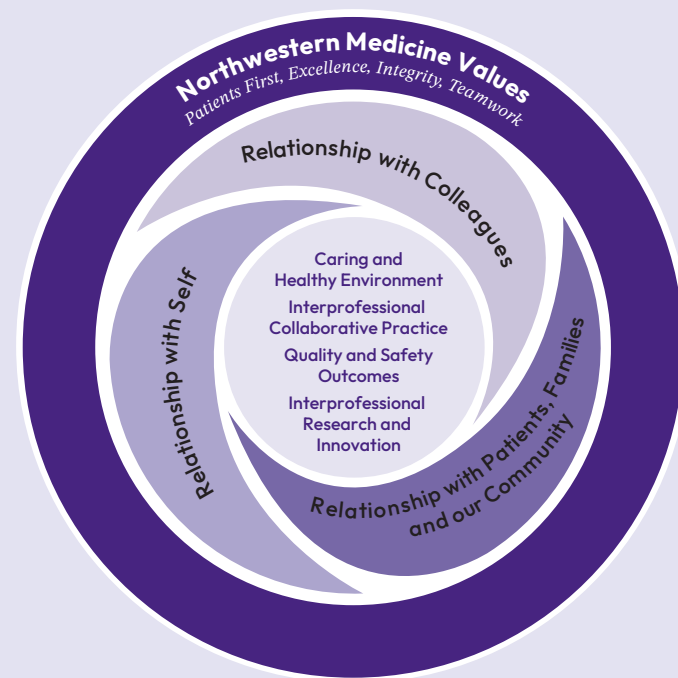 Northwestern Medicine Values
Patients First, Excellence, Integrity, Teamwork
Relationship with Colleagues
Relationship with Self
Caring and
Healthy Environment
Interprofessional
Collaborative Practice
Quality and Safety
Outcomes
Interprofessional
Research and
Innovation
Relationship with Patients, Families
and our Community